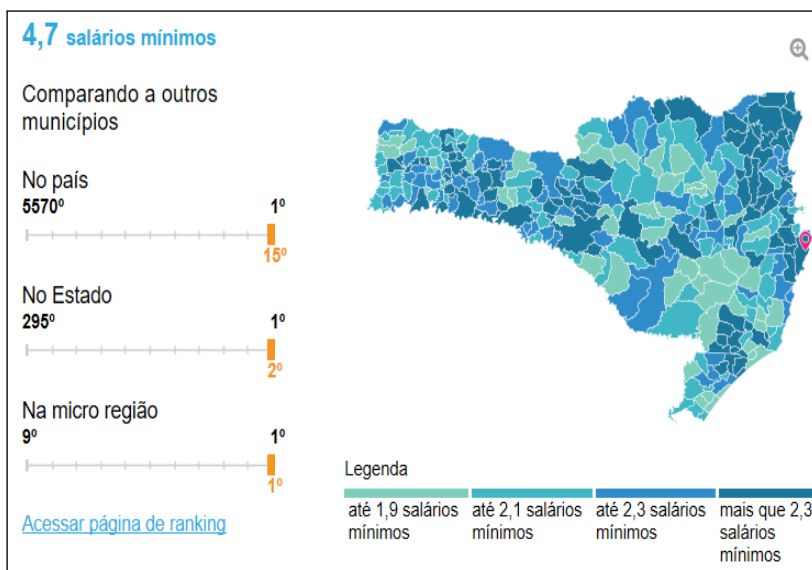 4,7 salários mínimos
Comparando a outros
municípios
No país
5570º 1º
15º
No Estado
295º 1º
2º
Na micro região
9º 1º
1º
Acessar página de ranking
Legenda
até 1,9 salários
mínimos
até 2,1 salários
mínimos
até 2,3 salários
mínimos
mais que 2,3
salários
mínimos